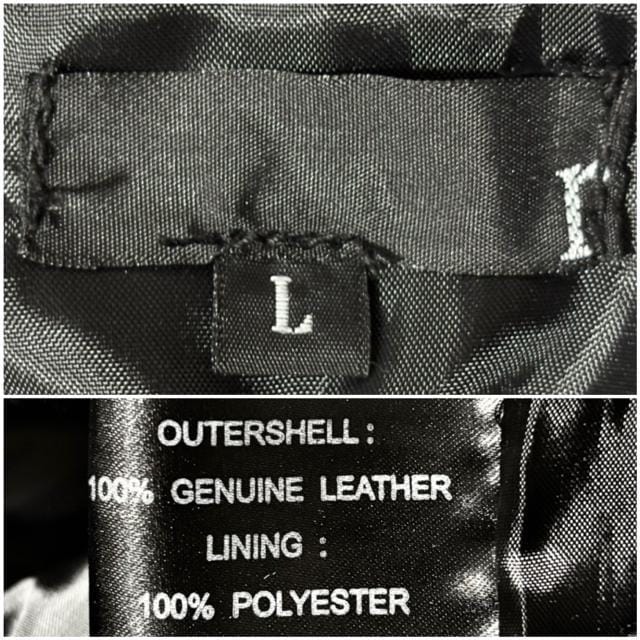 r
L
OUTERSHELL:
100% GENUINE LEATHER
LINING :
100% POLYESTER